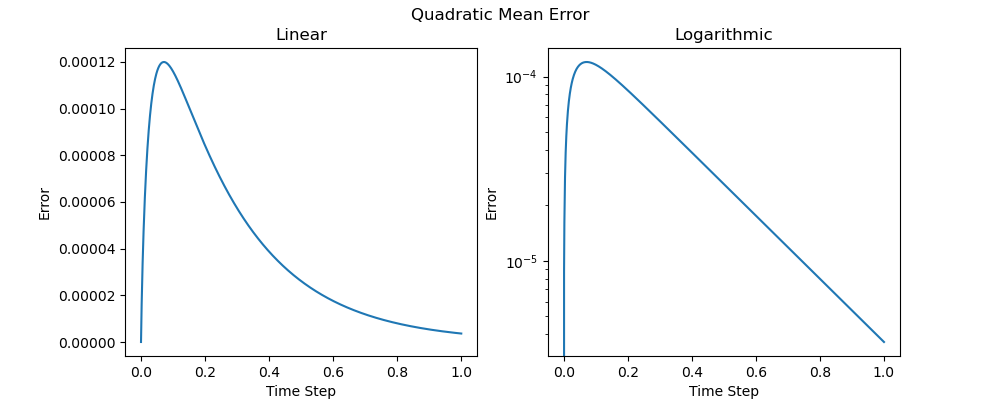 Quadratic Mean Error
Linear
Error
0.00012
0.00010
0.00008
0.00006
0.00004
0.00002
0.00000
0.0 0.2 0.4 0.6 0.8 1.0
Time Step
Logarithmic
Error
10⁻⁴
10⁻⁵
0.0 0.2 0.4 0.6 0.8 1.0
Time Step